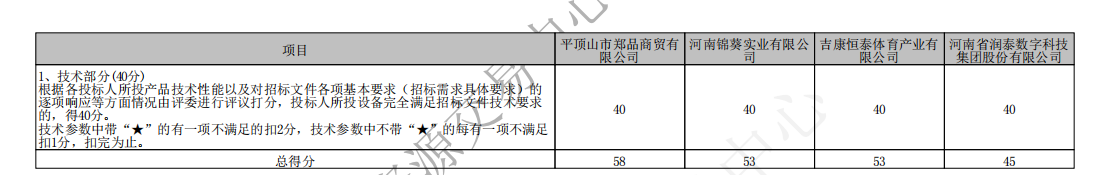 项目
平顶山市郑品商贸有
限公司
河南锦葵实业有限公
司
吉康恒泰体育产业有
限公司
河南省润泰数字科技
集团股份有限公司
1、技术部分(40分)
根据各投标人所投产品技术性能以及对招标文件各项基本要求（招标需求具体要求）的
逐项响应等方面情况由评委进行评议打分，投标人所投设备完全满足招标文件技术要求
的，得40分。
技术参数中带“★”的有一项不满足的扣2分，技术参数中不带“★”的每有一项不满足
扣1分，扣完为止。
40
40
40
40
总得分
58
53
53
45
源交易中心
中心